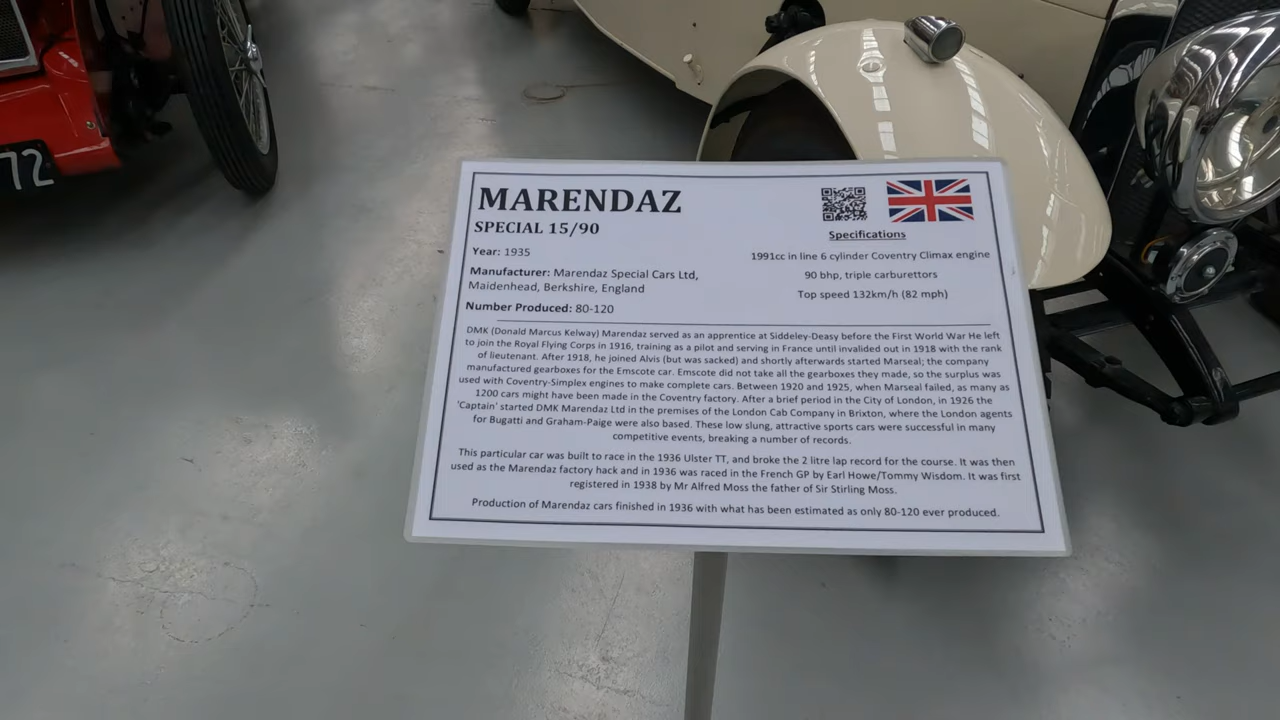 72
MARENDAZ
SPECIAL 15/90
Year: 1935
Manufacturer: Marendaz Special Cars Ltd,
Maidenhead, Berkshire, England
Number Produced: 80-120
Specifications
1991cc in line 6 cylinder Coventry Climax engine
90 bhp, triple carburettors
Top speed 132km/h (82 mph)
DMK (Donald Marcus Kelway) Marendaz served as an apprentice at Siddeley-Deasy before the First World War He left
to join the Royal Flying Corps in 1916, training as a pilot and serving in France until invalided out in 1918 with the rank
of lieutenant. After 1918, he joined Alvis (but was sacked) and shortly afterwards started Marseal; the company
manufactured gearboxes for the Emscote car. Emscote did not take all the gearboxes they made, so the surplus was
used with Coventry-Simplex engines to make complete cars. Between 1920 and 1925, when Marseal failed, as many as
1200 cars might have been made in the Coventry factory. After a brief period in the City of London, in 1926 the
'Captain' started DMK Marendaz Ltd in the premises of the London Cab Company in Brixton, where the London agents
for Bugatti and Graham-Paige were also based. These low slung, attractive sports cars were successful in many
competitive events, breaking a number of records.
This particular car was built to race in the 1936 Ulster TT, and broke the 2 litre lap record for the course. It was then
used as the Marendaz factory hack and in 1936 was raced in the French GP by Earl Howe/Tommy Wisdom. It was first
registered in 1938 by Mr Alfred Moss the father of Sir Stirling Moss.
Production of Marendaz cars finished in 1936 with what has been estimated as only 80-120 ever produced.